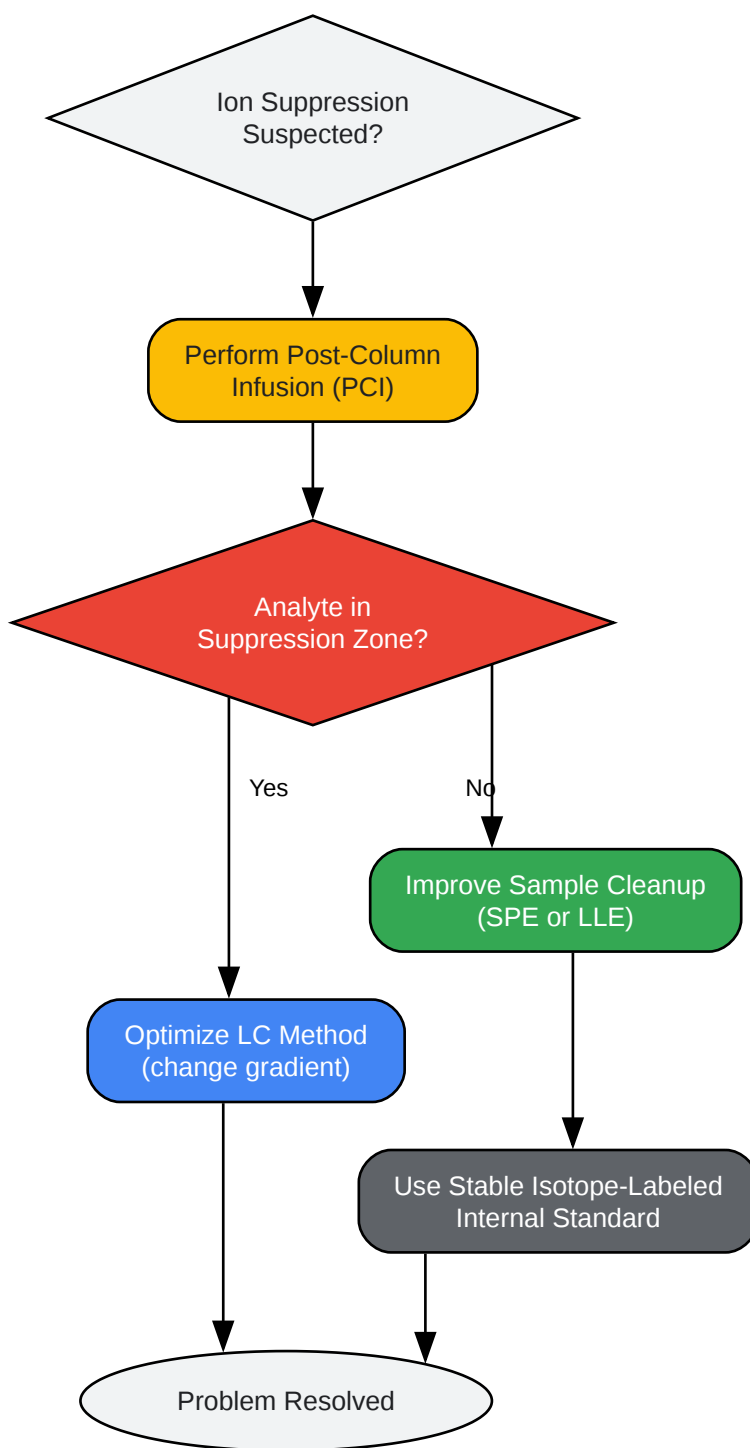 Ion Suppression
Suspected?
Perform Post-Column
Infusion (PCI)
Analyte in
Suppression Zone?
Yes
No
Improve Sample Cleanup
(SPE or LLE)
Optimize LC Method
(change gradient)
Use Stable Isotope-Labeled
Internal Standard
Problem Resolved